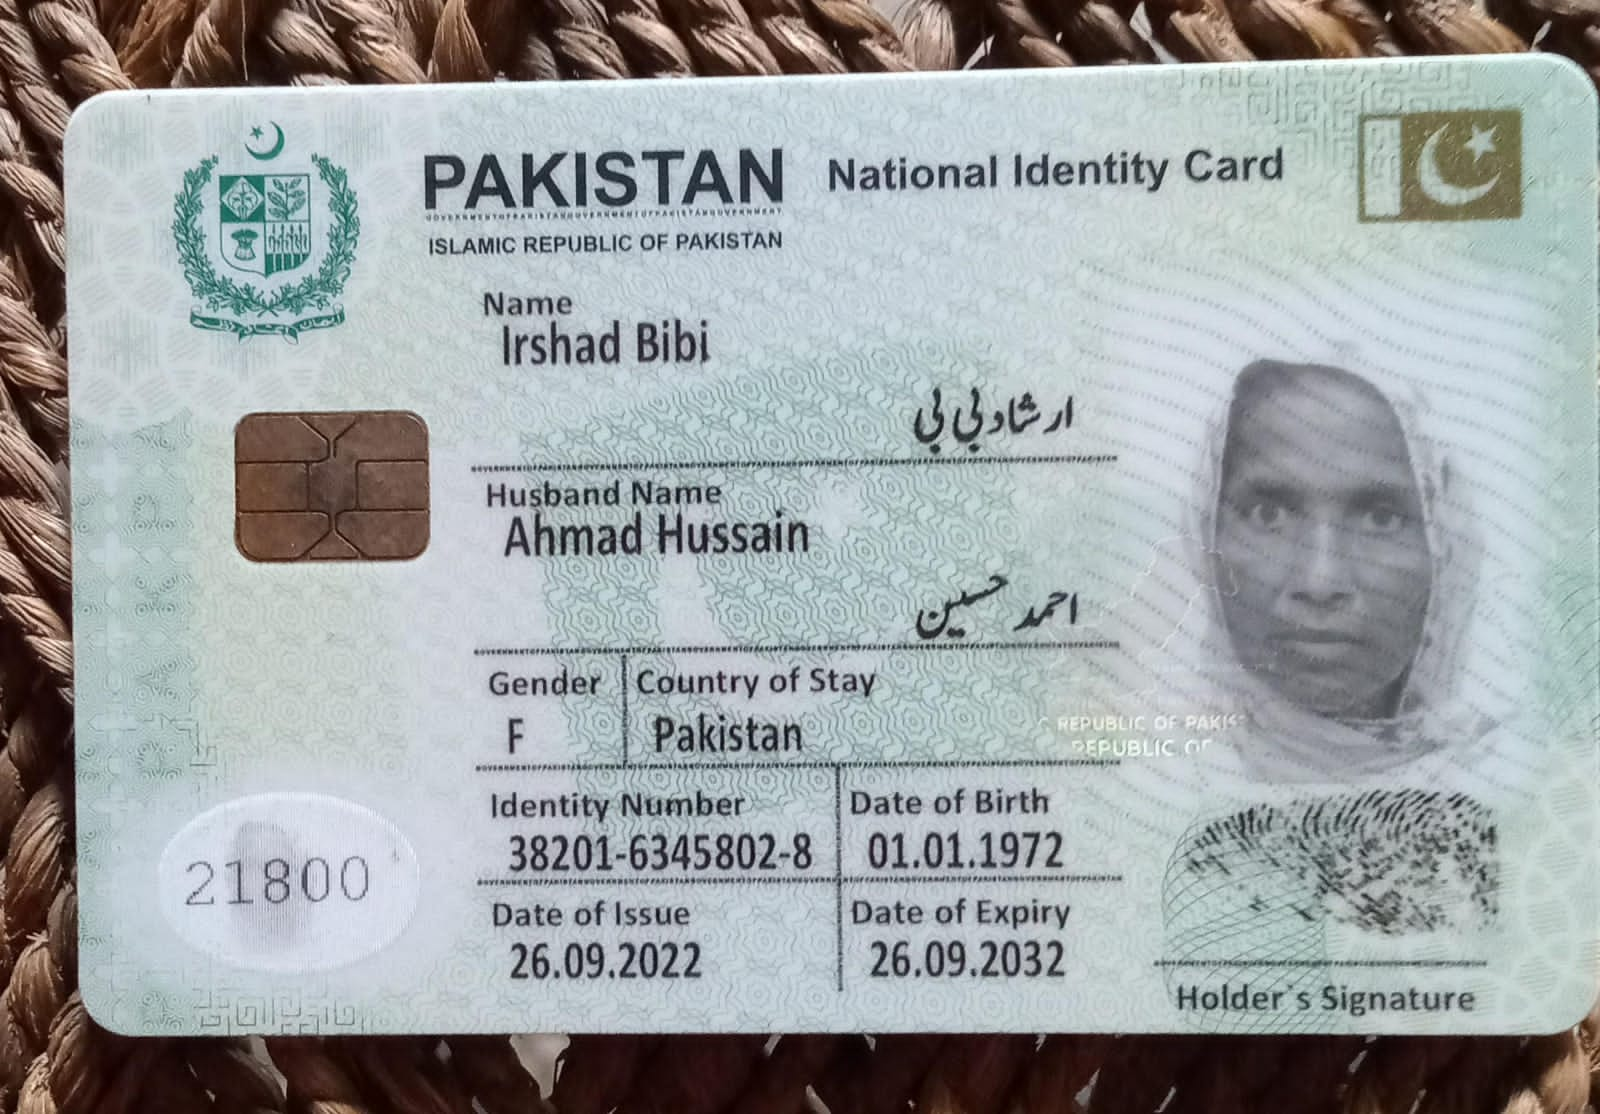 PAKISTAN National Identity Card
ISLAMIC REPUBLIC OF PAKISTAN
Name
Irshad Bibi
ارشاد بی بی
Husband Name
Ahmad Hussain
احمد حسین
Gender Country of Stay
F Pakistan
REPUBLIC OF PAKIS
REPUBLIC OF
Identity Number Date of Birth
38201-6345802-8 01.01.1972
21800
Date of Issue Date of Expiry
26.09.2022 26.09.2032
Holder`s Signature